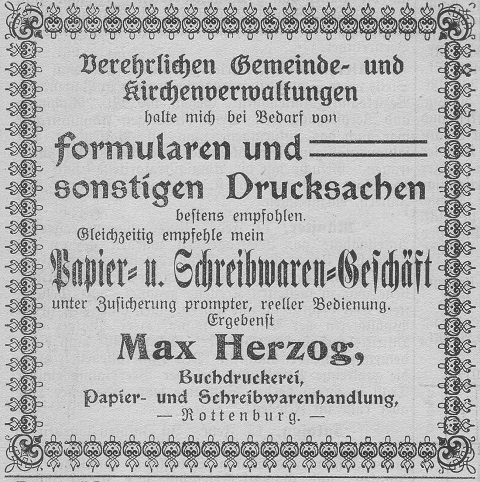 Verehrlichen Gemeinde- und
Kirchenverwaltungen
halte mich bei Bedarf von
Formularen und
sonstigen Drucksachen
bestens empfohlen.
Gleichzeitig empfehle mein
Papier- u. Schreibwaren-Geschäft
unter Zusicherung prompter, reeller Bedienung.
Ergebenst
Max Herzog,
Buchdruckerei,
Papier- und Schreibwarenhandlung,
— Rottenburg. —